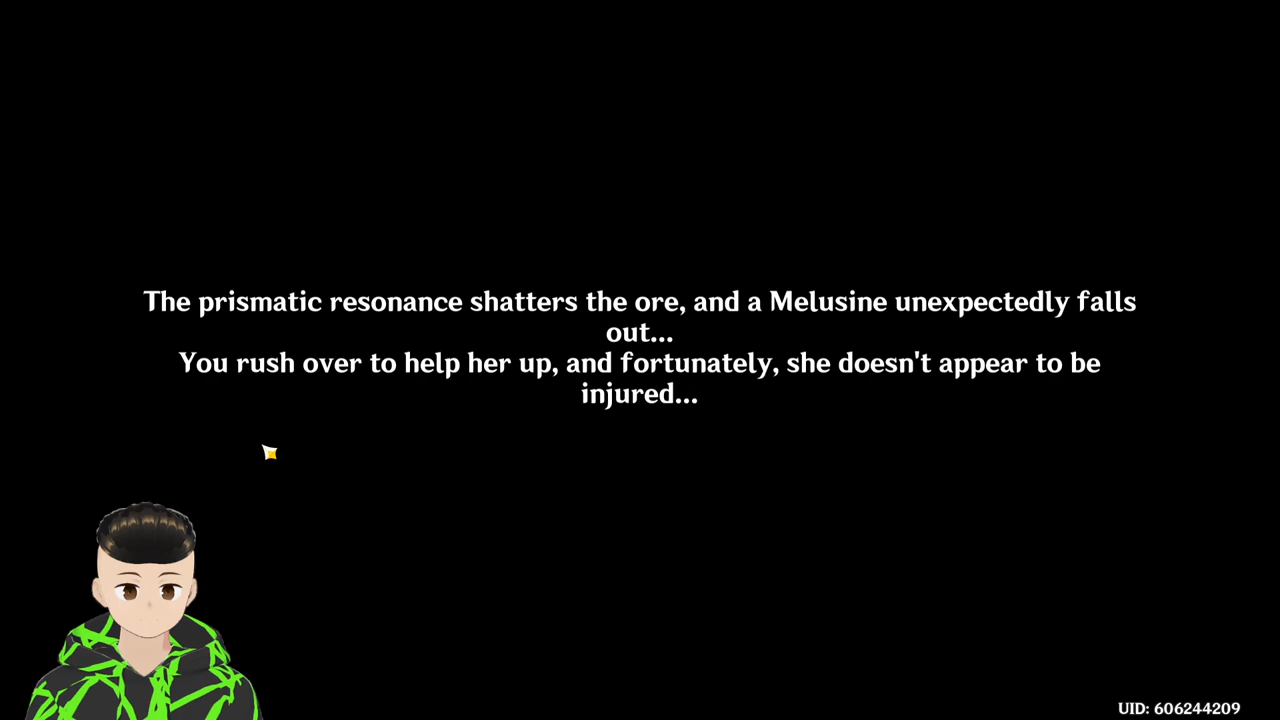 The prismatic resonance shatters the ore, and a Melusine unexpectedly falls
out...
You rush over to help her up, and fortunately, she doesn't appear to be
injured...
UID: 606244209